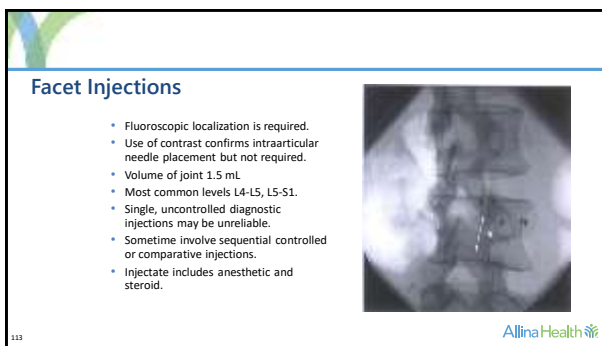 Facet Injections
• Fluoroscopic localization is required.
• Use of contrast confirms intraarticular
needle placement but not required.
• Volume of joint 1.5 mL
• Most common levels L4-L5, L5-S1.
• Single, uncontrolled diagnostic
injections may be unreliable.
• Sometime involve sequential controlled
or comparative injections.
• Injectate includes anesthetic and
steroid.
113
AllinaHealth